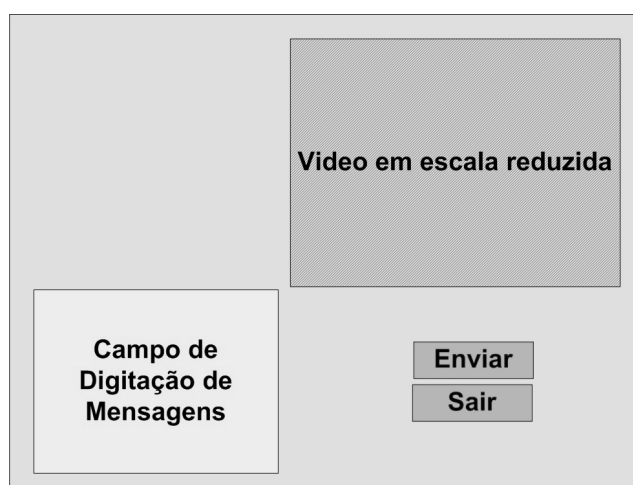 Video em escala reduzida
Campo de
Digitação de
Mensagens
Enviar
Sair